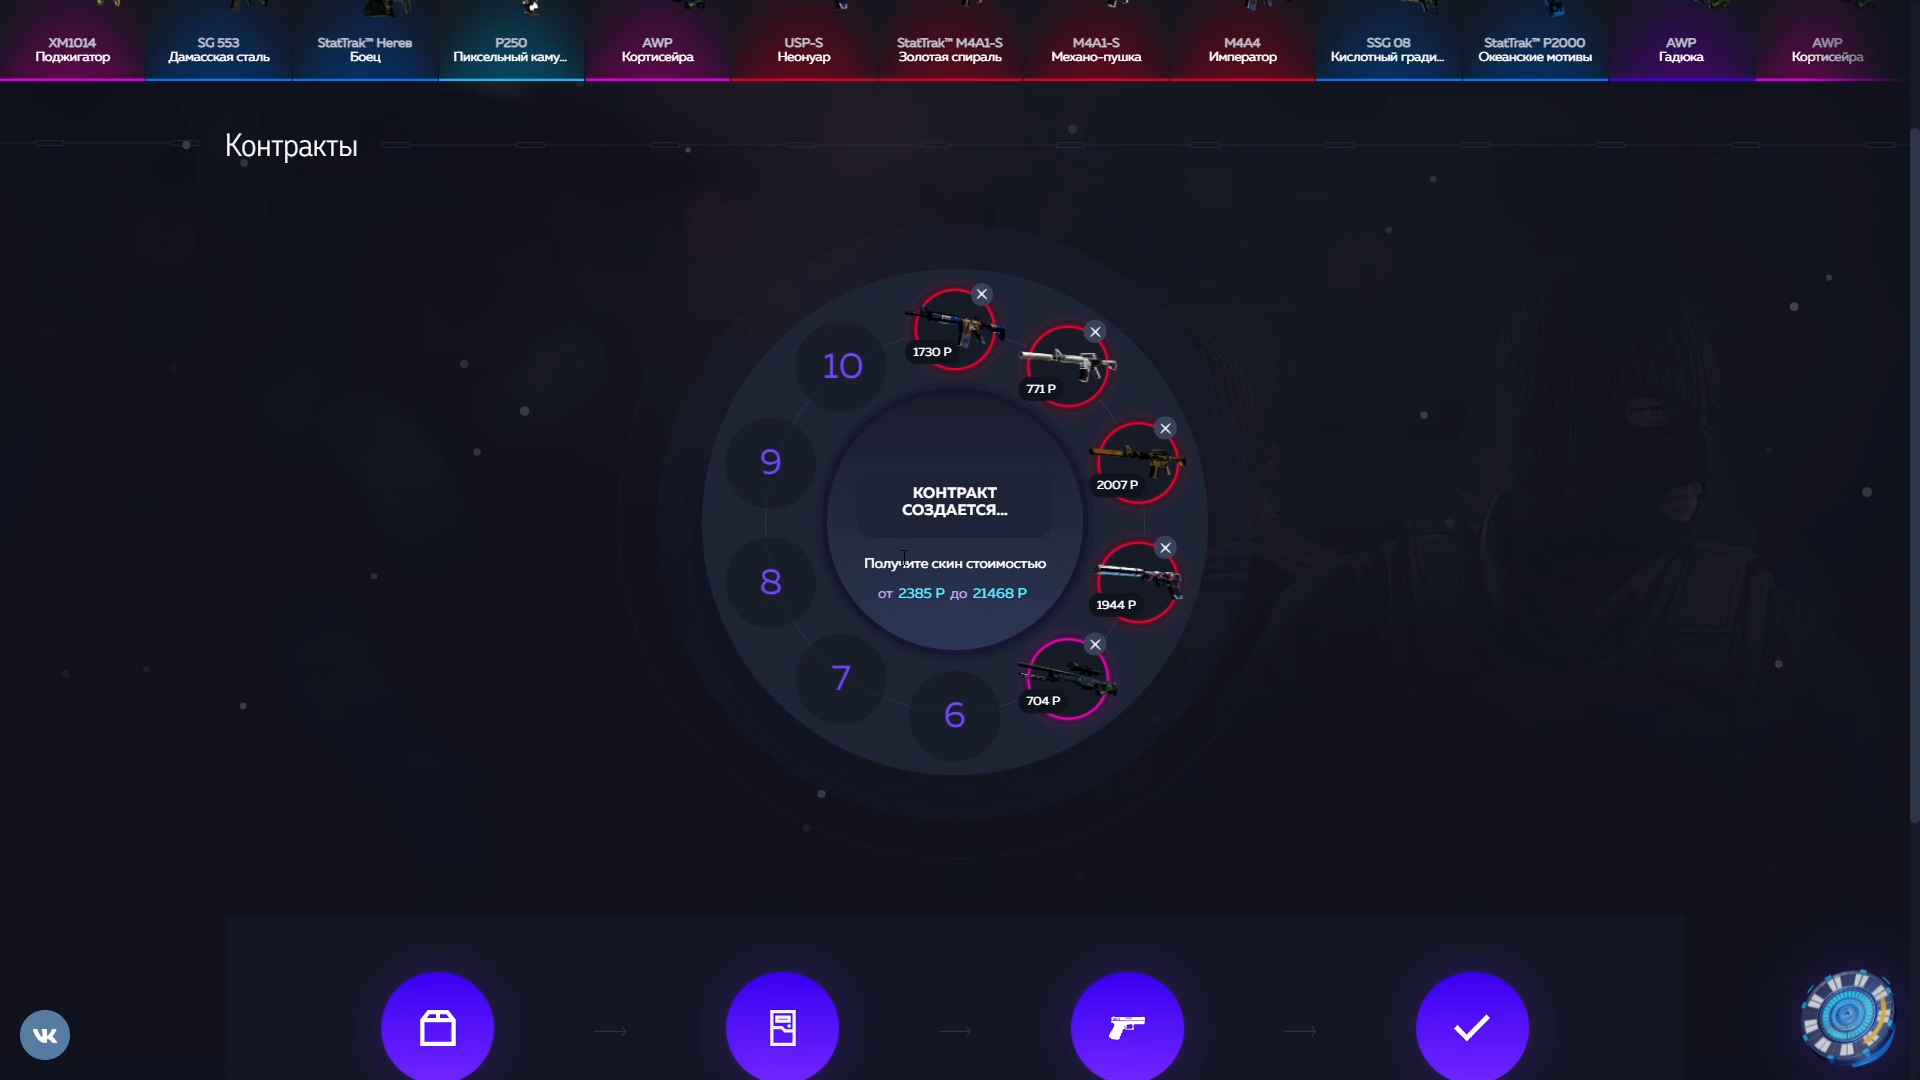 XM1014
Поджигатор
SG 553
Дамасская сталь
StatTrak™ Негев
Боец
P250
Пиксельный каму...
AWP
Кортисейра
USP-S
Неонуар
StatTrak™ M4A1-S
Золотая спираль
M4A1-S
Механо-пушка
M4A4
Император
SSG 08
Кислотный гради...
StatTrak™ P2000
Океанские мотивы
AWP
Гадюка
AWP
Кортисейра
Контракты
1730 Р
771 Р
2007 Р
1944 Р
704 Р
6
7
8
9
10
КОНТРАКТ
СОЗДАЕТСЯ...
Получите скин стоимостью
от 2385 Р до 21468 Р